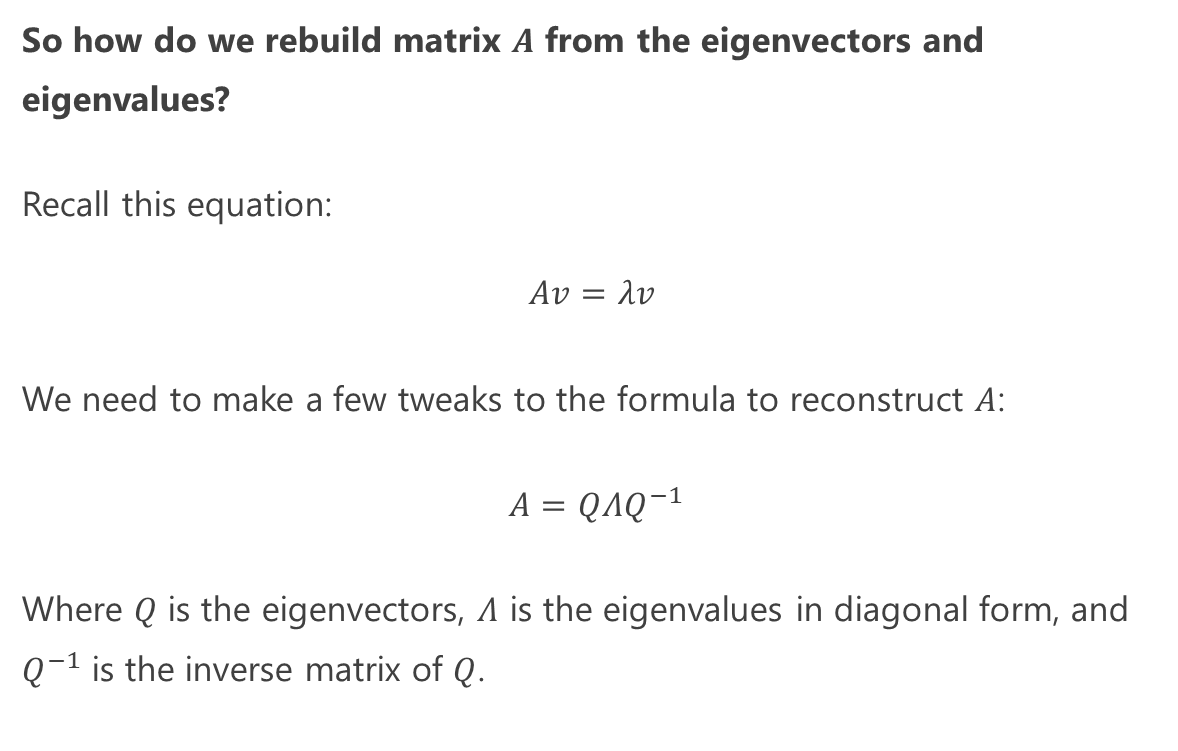 So how do we rebuild matrix A from the eigenvectors and
eigenvalues?
Recall this equation:
Av = λv
We need to make a few tweaks to the formula to reconstruct A:
A = QΛQ⁻¹
Where Q is the eigenvectors, Λ is the eigenvalues in diagonal form, and
Q⁻¹ is the inverse matrix of Q.